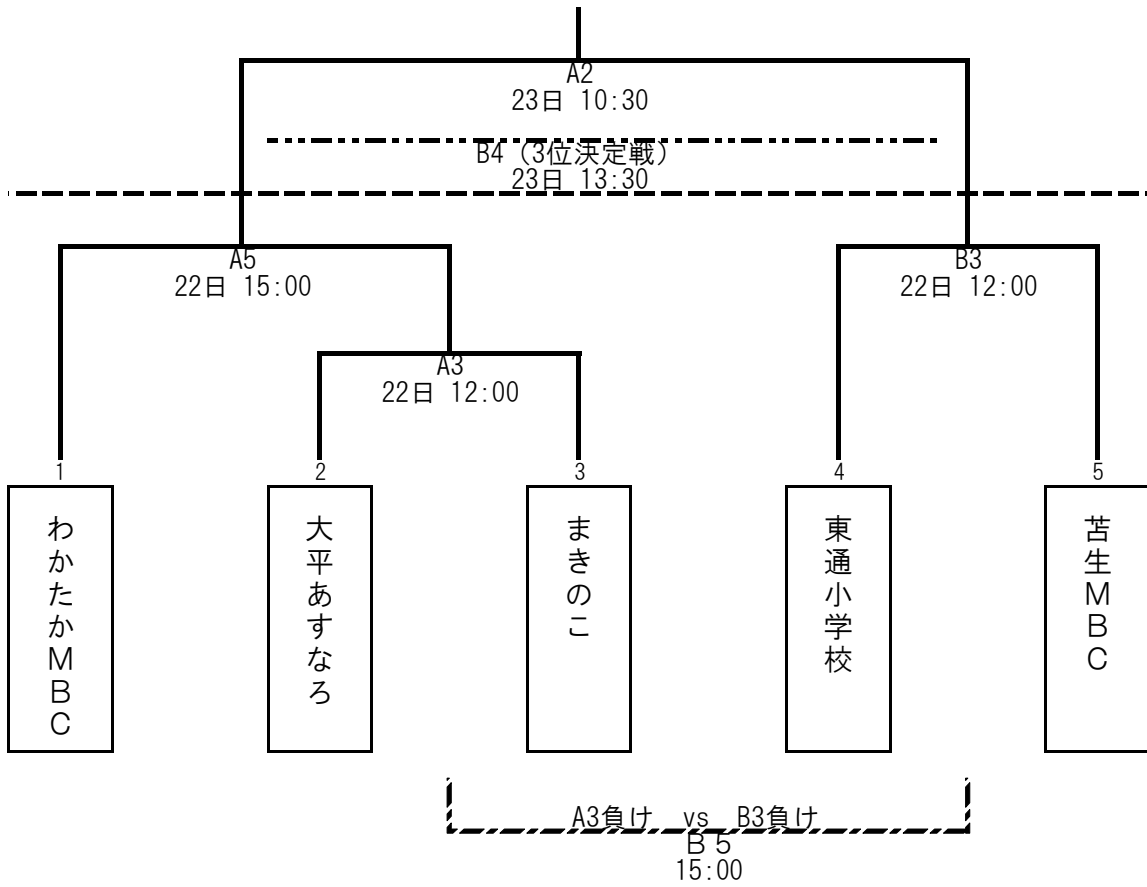 A2
23日 10:30
B4 (3位決定戦)
23日 13:30
A5
22日 15:00
B3
22日 12:00
A3
22日 12:00
1
2
3
4
5
わかたかMBC
大平あすなろ
まきのこ
東通小学校
苫生MBC
A3負け vs B3負け
B5
15:00